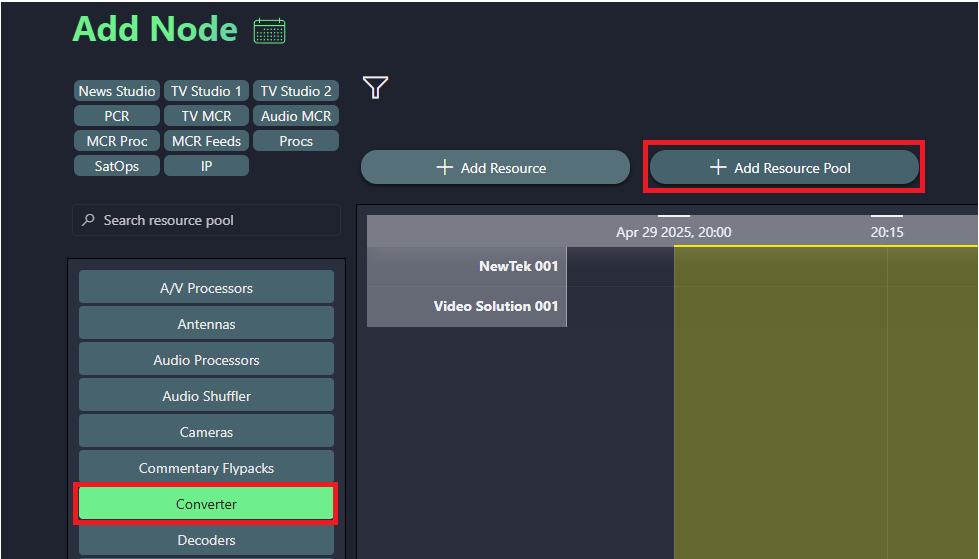 Add Node
News Studio TV Studio 1 TV Studio 2
PCR TV MCR Audio MCR
MCR Proc MCR Feeds Procs
SatOps IP
Search resource pool
A/V Processors
Antennas
Audio Processors
Audio Shuffler
Cameras
Commentary Flypacks
Converter
Decoders
Add Resource Add Resource Pool
Apr 29 2025, 20:00 20:15
NewTek 001
Video Solution 001